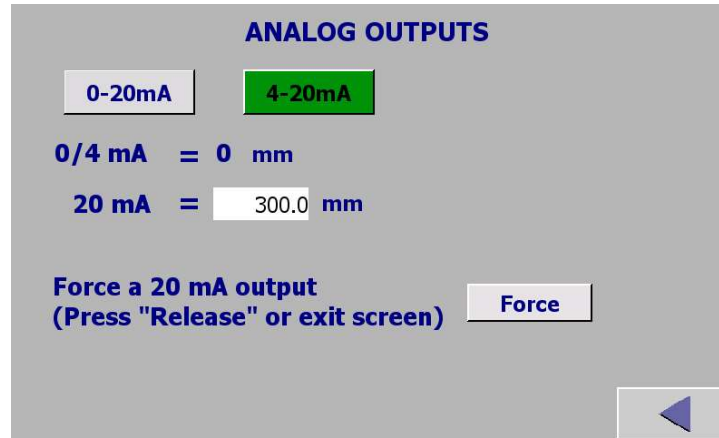 ANALOG OUTPUTS
0-20mA 4-20mA
0/4 mA = 0 mm
20 mA = 300.0 mm
Force a 20 mA output
(Press "Release" or exit screen) Force